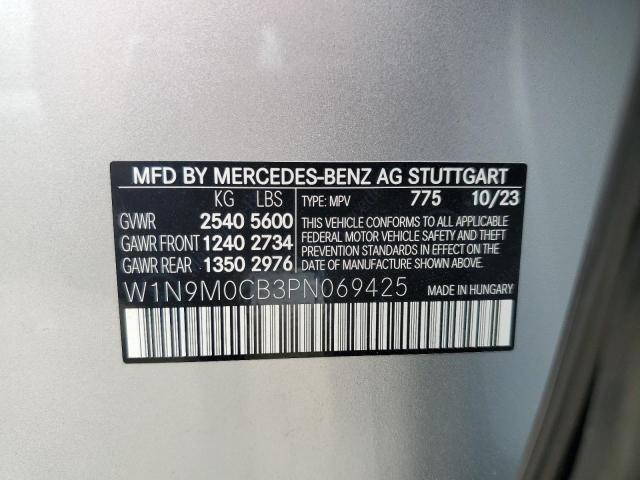 MFD BY MERCEDES-BENZ AG STUTTGART
KG LBS TYPE: MPV 775 10/23
GVWR 2540 5600
GAWR FRONT 1240 2734
GAWR REAR 1350 2976
THIS VEHICLE CONFORMS TO ALL APPLICABLE
FEDERAL MOTOR VEHICLE SAFETY AND THEFT
PREVENTION STANDARDS IN EFFECT ON THE
DATE OF MANUFACTURE SHOWN ABOVE.
W1N9M0CB3PN069425 MADE IN HUNGARY